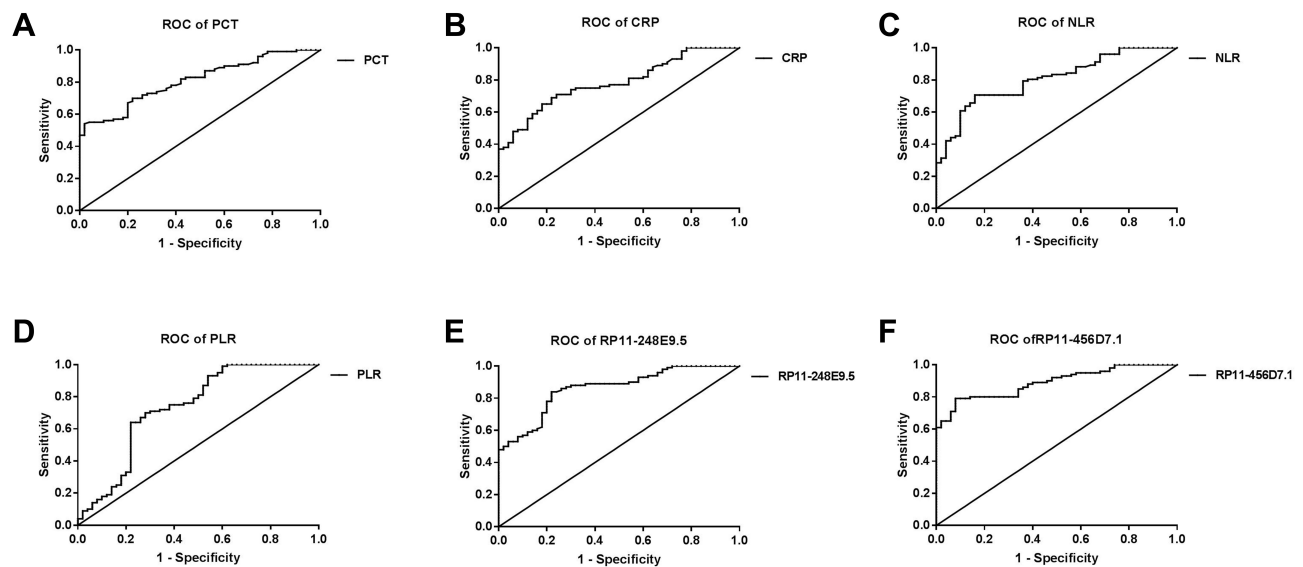 A
ROC of PCT
1.0
0.8
0.6
0.4
0.2
0.0
Sensitivity
0.0 0.2 0.4 0.6 0.8 1.0
1 - Specificity
PCT
B
ROC of CRP
1.0
0.8
0.6
0.4
0.2
0.0
Sensitivity
0.0 0.2 0.4 0.6 0.8 1.0
1 - Specificity
CRP
C
ROC of NLR
1.0
0.8
0.6
0.4
0.2
0.0
Sensitivity
0.0 0.2 0.4 0.6 0.8 1.0
1 - Specificity
NLR
D
ROC of PLR
1.0
0.8
0.6
0.4
0.2
0.0
Sensitivity
0.0 0.2 0.4 0.6 0.8 1.0
1 - Specificity
PLR
E
ROC of RP11-248E9.5
1.0
0.8
0.6
0.4
0.2
0.0
Sensitivity
0.0 0.2 0.4 0.6 0.8 1.0
1 - Specificity
RP11-248E9.5
F
ROC ofRP11-456D7.1
1.0
0.8
0.6
0.4
0.2
0.0
Sensitivity
0.0 0.2 0.4 0.6 0.8 1.0
1 - Specificity
RP11-456D7.1